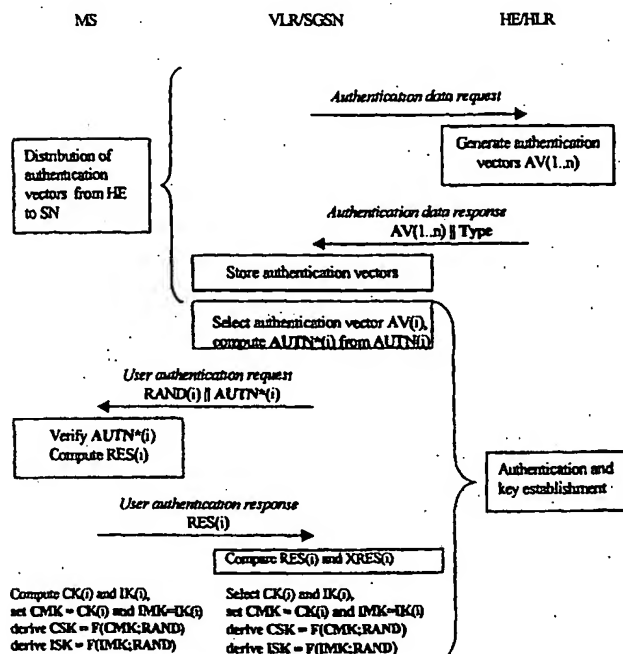 MS VLR/SGSN HE/HLR
Authentication data request
Generate authentication
vectors AV(1..n)
Distribution of
authentication
vectors from HE
to SN
Authentication data response
AV(1..n) || Type
Store authentication vectors
Select authentication vector AV(i),
compute AUTN*(i) from AUTN(i)
User authentication request
RAND(i) || AUTN*(i)
Verify AUTN*(i)
Compute RES(i)
Authentication and
key establishment
User authentication response
RES(i)
Compare RES(i) and XRES(i)
Compute CK(i) and IK(i),
set CMK = CK(i) and IMK=IK(i)
derive CSK = F(CMK;RAND)
derive ISK = F(IMK;RAND)
Select CK(i) and IK(i),
set CMK = CK(i) and IMK=IK(i)
derive CSK = F(CMK;RAND)
derive ISK = F(IMK;RAND)